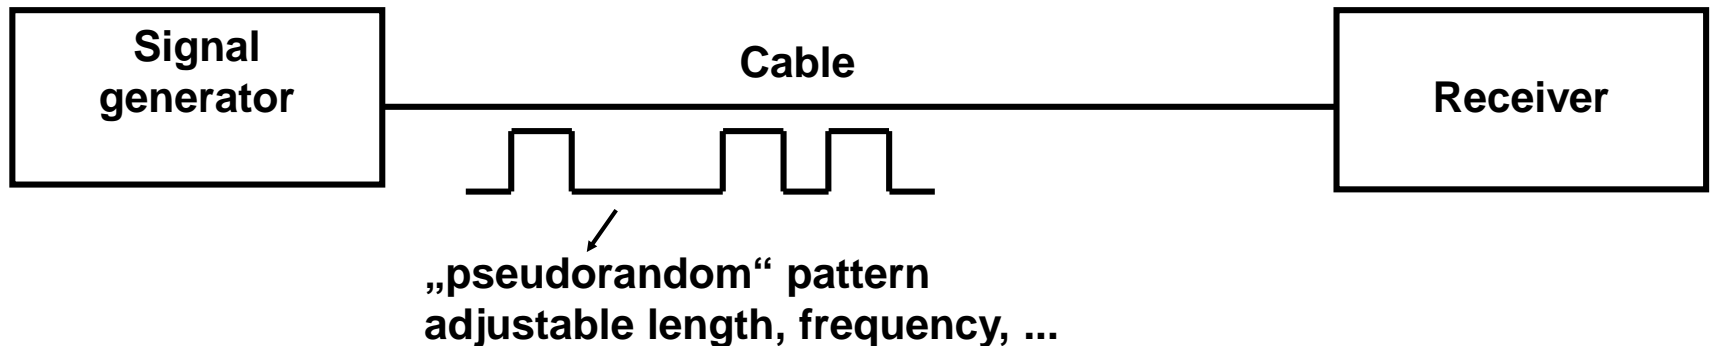 Signal
generator
Cable
Receiver
„pseudorandom“ pattern
adjustable length, frequency, ...